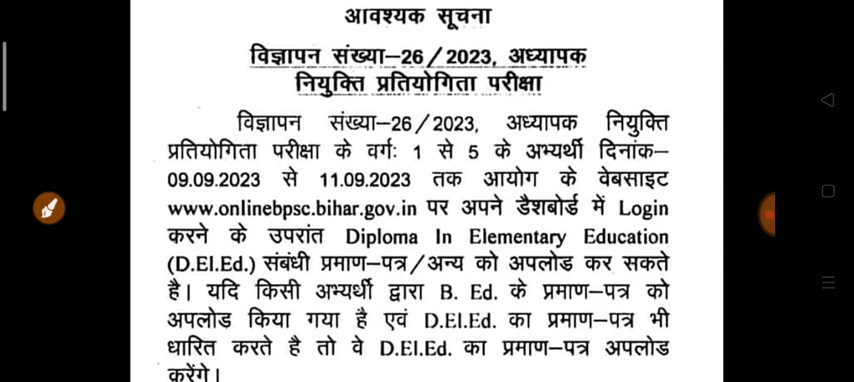 आवश्यक सूचना
विज्ञापन संख्या–26/2023, अध्यापक
नियुक्ति प्रतियोगिता परीक्षा
विज्ञापन संख्या–26/2023, अध्यापक नियुक्ति
प्रतियोगिता परीक्षा के वर्गः 1 से 5 के अभ्यर्थी दिनांक–
09.09.2023 से 11.09.2023 तक आयोग के वेबसाइट
www.onlinebpsc.bihar.gov.in पर अपने डैशबोर्ड में Login
करने के उपरांत Diploma In Elementary Education
(D.El.Ed.) संबंधी प्रमाण–पत्र/अन्य को अपलोड कर सकते
है। यदि किसी अभ्यर्थी द्वारा B. Ed. के प्रमाण–पत्र को
अपलोड किया गया है एवं D.El.Ed. का प्रमाण–पत्र भी
धारित करते है तो वे D.El.Ed. का प्रमाण–पत्र अपलोड
करेंगे।